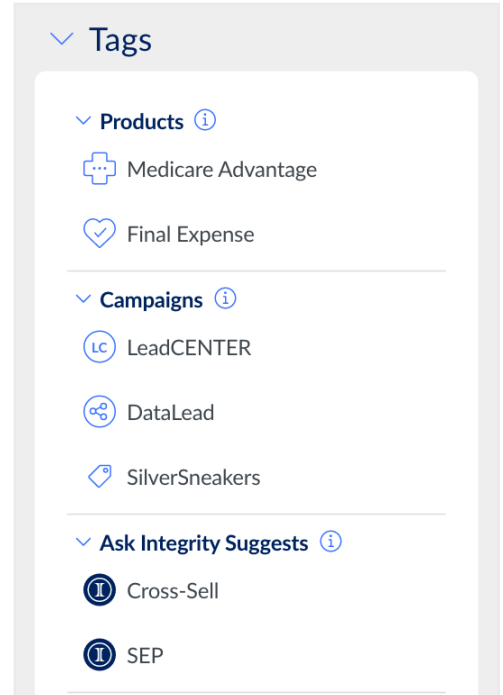 Tags
Products
Medicare Advantage
Final Expense
Campaigns
LC LeadCENTER
DataLead
SilverSneakers
Ask Integrity Suggests
Cross-Sell
SEP